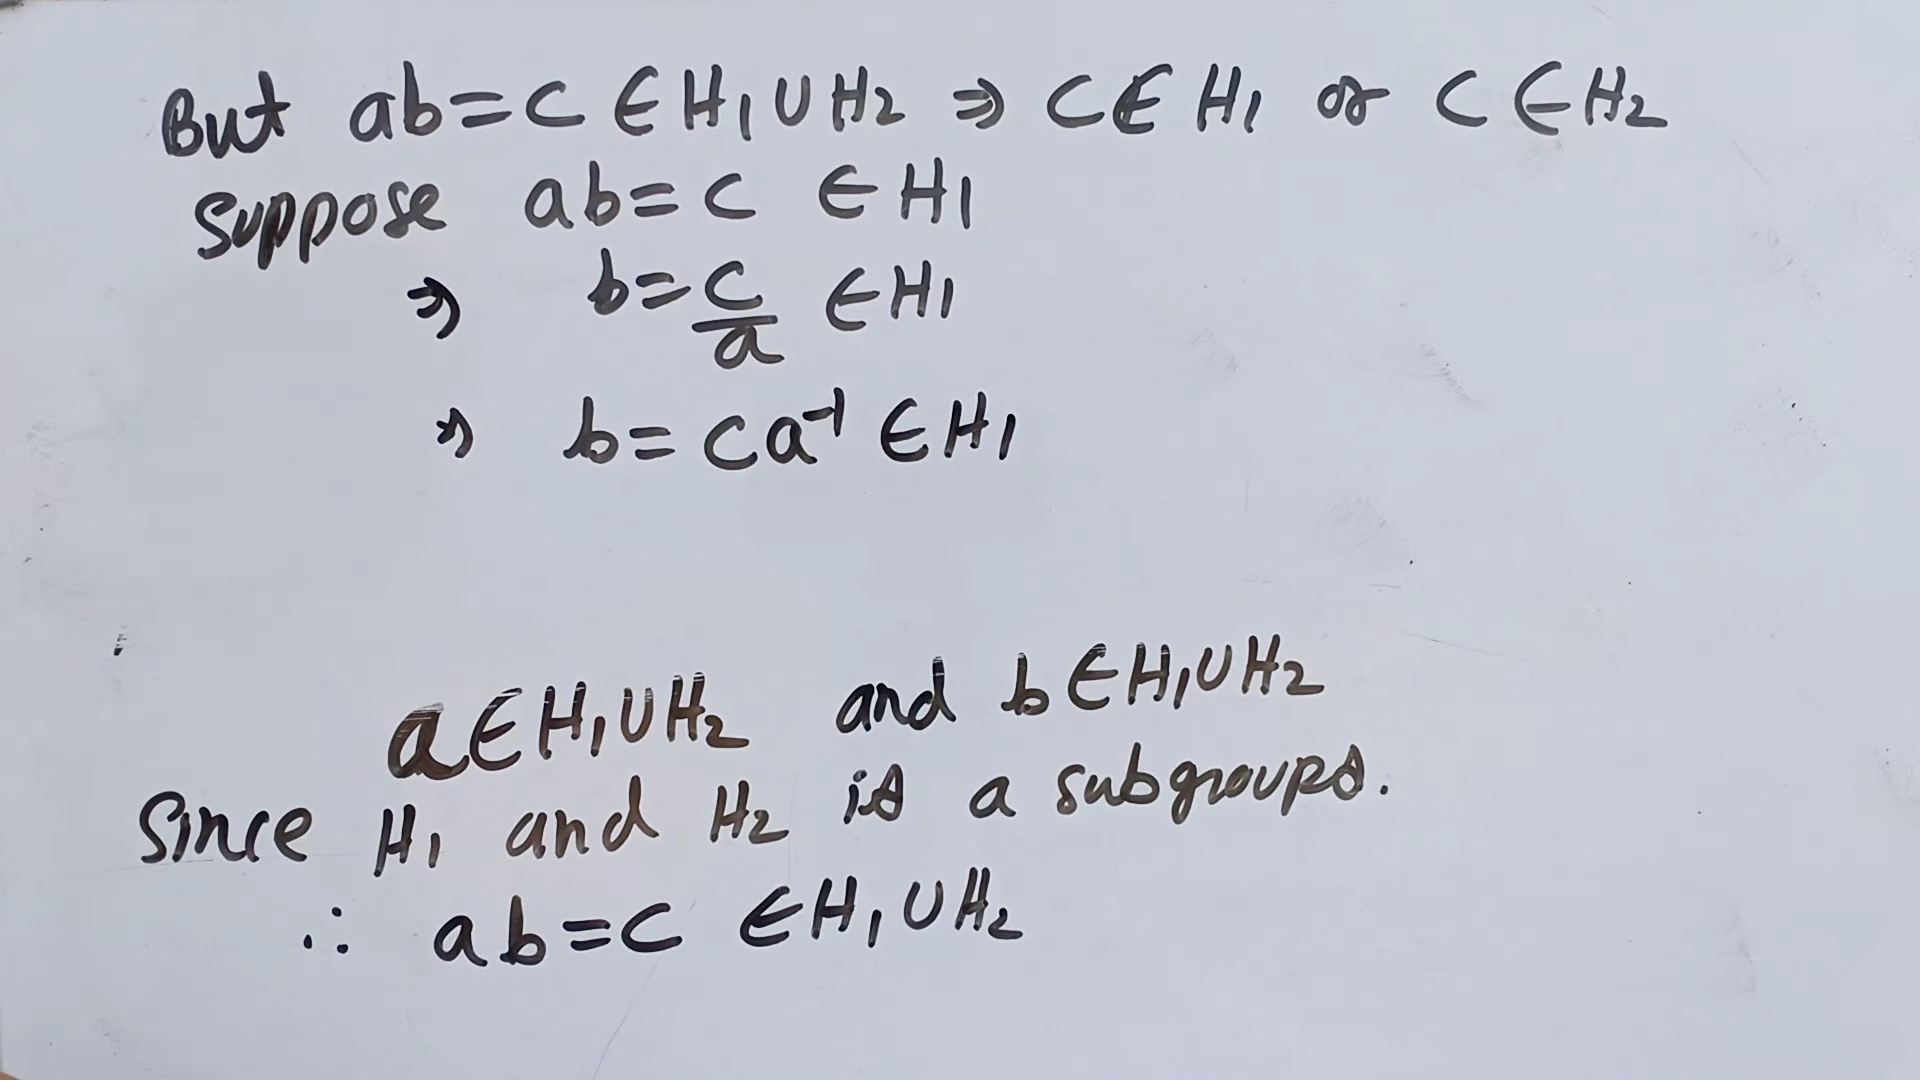 But ab=c ∈ H₁ ∪ H₂ ⇒ c ∈ H₁ or c ∈ H₂
Suppose ab=c ∈ H₁
⇒ b=c/a ∈ H₁
⇒ b=ca⁻¹ ∈ H₁
a ∈ H₁ ∪ H₂ and b ∈ H₁ ∪ H₂
Since H₁ and H₂ is a subgroups.
∴ ab=c ∈ H₁ ∪ H₂